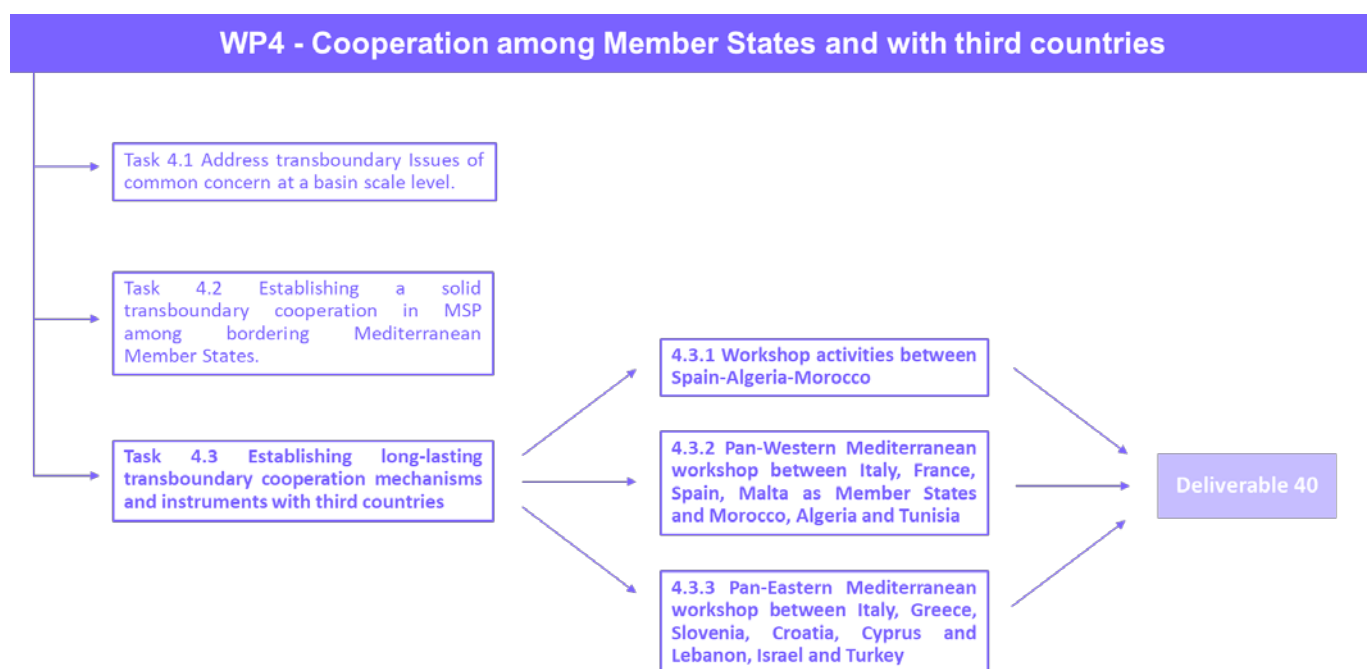 WP4 - Cooperation among Member States and with third countries
Task 4.1 Address transboundary Issues of
common concern at a basin scale level.
Task 4.2 Establishing a solid
transboundary cooperation in MSP
among bordering Mediterranean
Member States.
Task 4.3 Establishing long-lasting
transboundary cooperation mechanisms
and instruments with third countries
4.3.1 Workshop activities between
Spain-Algeria-Morocco
4.3.2 Pan-Western Mediterranean
workshop between Italy, France,
Spain, Malta as Member States
and Morocco, Algeria and Tunisia
4.3.3 Pan-Eastern Mediterranean
workshop between Italy, Greece,
Slovenia, Croatia, Cyprus and
Lebanon, Israel and Turkey
Deliverable 40